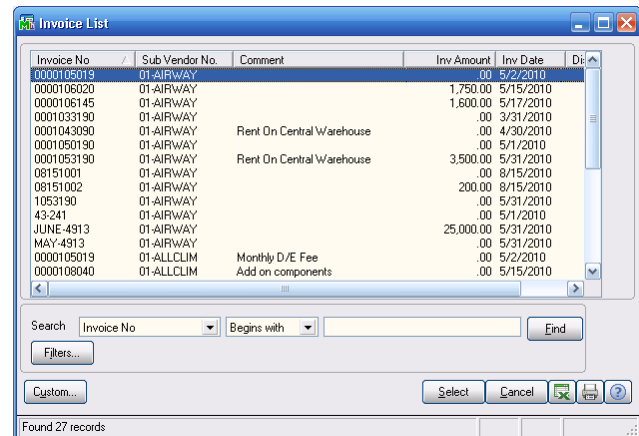 Invoice List
Invoice No Sub Vendor No. Comment Inv Amount Inv Date Di
0000105019 01-AIRWAY .00 5/2/2010
0000106020 01-AIRWAY 1,750.00 5/15/2010
0000106145 01-AIRWAY 1,600.00 5/17/2010
0001033190 01-AIRWAY .00 3/31/2010
0001043090 01-AIRWAY Rent On Central Warehouse .00 4/30/2010
0001050190 01-AIRWAY .00 5/1/2010
0001053190 01-AIRWAY Rent On Central Warehouse 3,500.00 5/31/2010
08151001 01-AIRWAY .00 8/15/2010
08151002 01-AIRWAY 200.00 8/15/2010
1053190 01-AIRWAY .00 5/31/2010
43-241 01-AIRWAY .00 5/1/2010
JUNE-4913 01-AIRWAY 25,000.00 5/31/2010
MAY-4913 01-AIRWAY .00 5/31/2010
0000105019 01-ALLCLIM Monthly D/E Fee .00 5/2/2010
0000108040 01-ALLCLIM Add on components .00 5/15/2010
Search Invoice No Begins with Find
Filters...
Custom... Select Cancel
Found 27 records